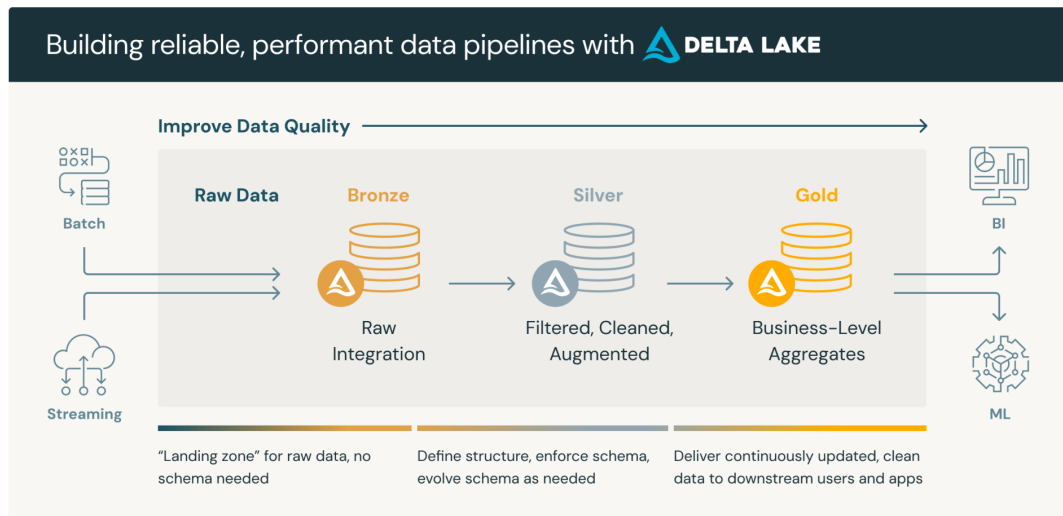 Building reliable, performant data pipelines with DELTA LAKE
Improve Data Quality
Batch
Streaming
Raw Data
Bronze
Silver
Gold
Raw
Integration
Filtered, Cleaned,
Augmented
Business-Level
Aggregates
BI
ML
“Landing zone” for raw data, no
schema needed
Define structure, enforce schema,
evolve schema as needed
Deliver continuously updated, clean
data to downstream users and apps